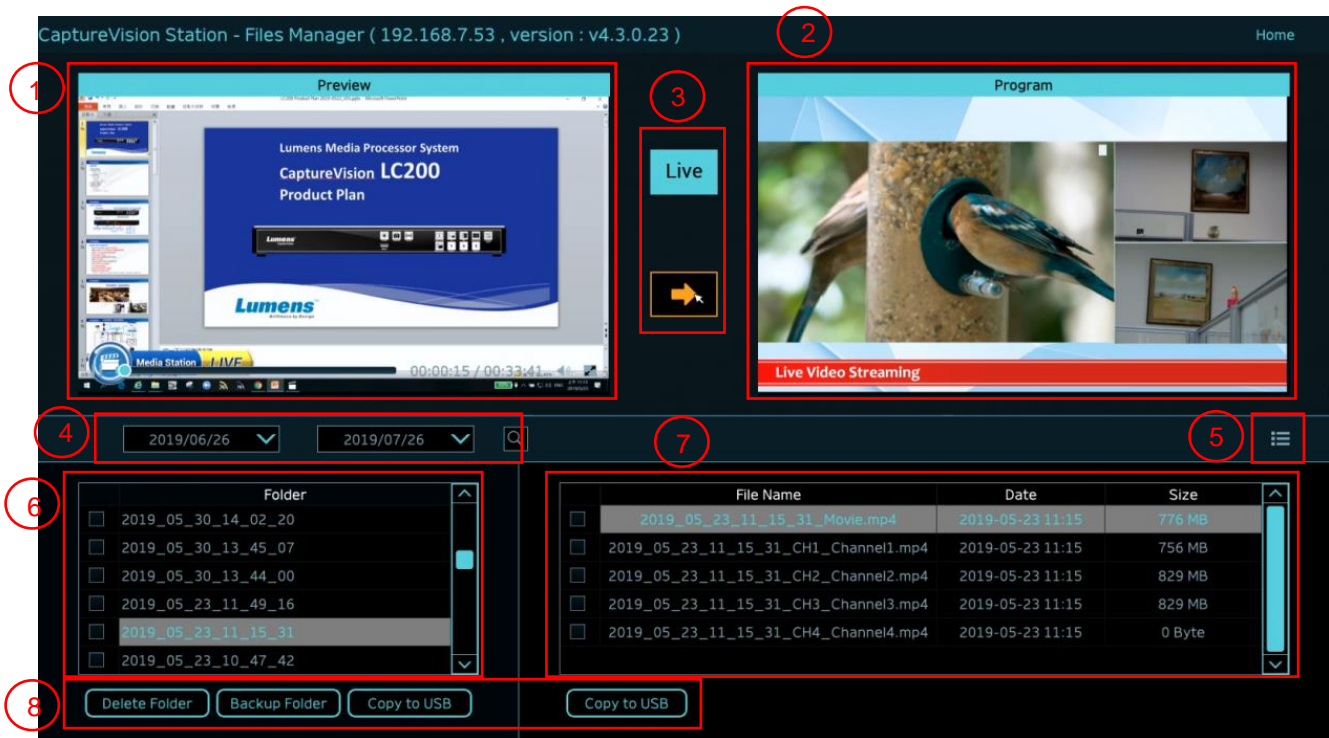 CaptureVision Station - Files Manager ( 192.168.7.53 , version : v4.3.0.23 )
Home
1
2
3
Preview
Program
Lumens Media Processor System
CaptureVision LC200
Product Plan
Lumens
Lumens
Media Station LIVE
00:00:15 / 00:33:41...
Live
Live Video Streaming
4
2019/06/26
2019/07/26
7
5
6
Folder
2019_05_30_14_02_20
2019_05_30_13_45_07
2019_05_30_13_44_00
2019_05_23_11_49_16
2019_05_23_11_15_31
2019_05_23_10_47_42
File Name Date Size
2019_05_23_11_15_31_Movie.mp4 2019-05-23 11:15 776 MB
2019_05_23_11_15_31_CH1_Channel1.mp4 2019-05-23 11:15 756 MB
2019_05_23_11_15_31_CH2_Channel2.mp4 2019-05-23 11:15 829 MB
2019_05_23_11_15_31_CH3_Channel3.mp4 2019-05-23 11:15 829 MB
2019_05_23_11_15_31_CH4_Channel4.mp4 2019-05-23 11:15 0 Byte
8
Delete Folder Backup Folder Copy to USB
Copy to USB